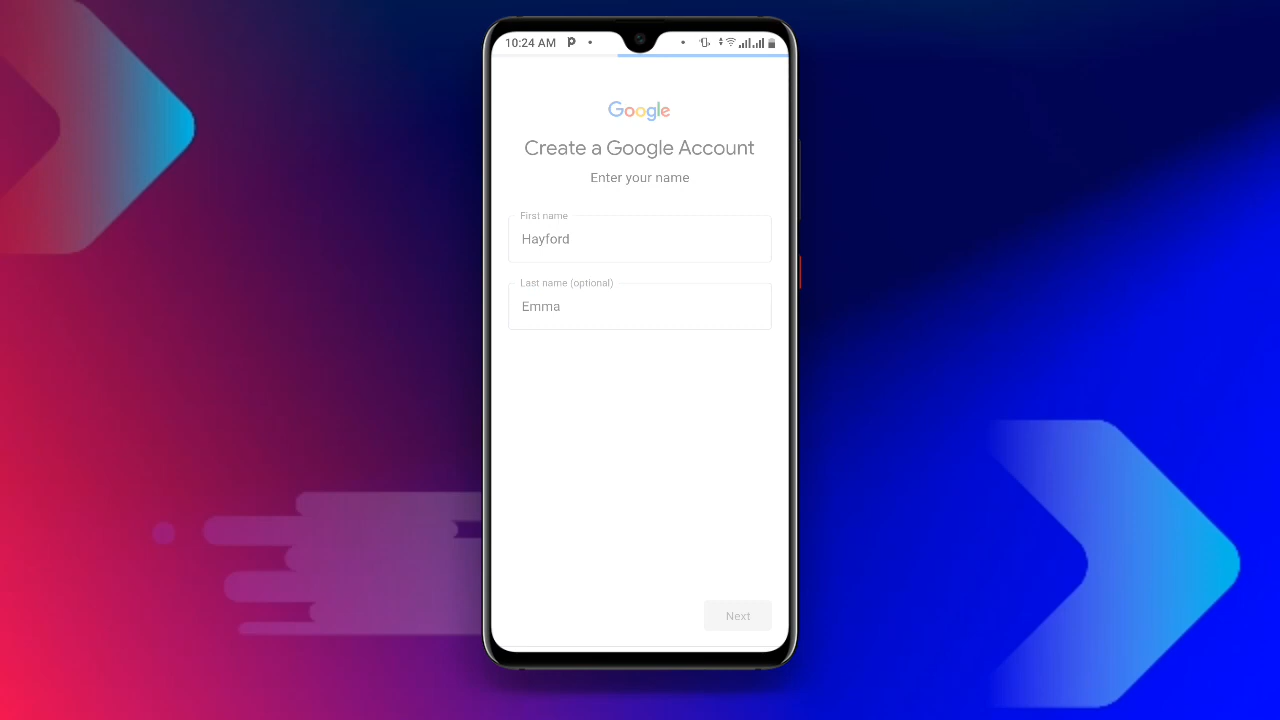 10:24 AM
Google
Create a Google Account
Enter your name
First name
Hayford
Last name (optional)
Emma
Next